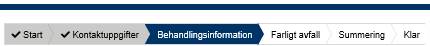 ✔ Start ✔ Kontaktuppgifter Behandlingsinformation Farligt avfall Summering Klar